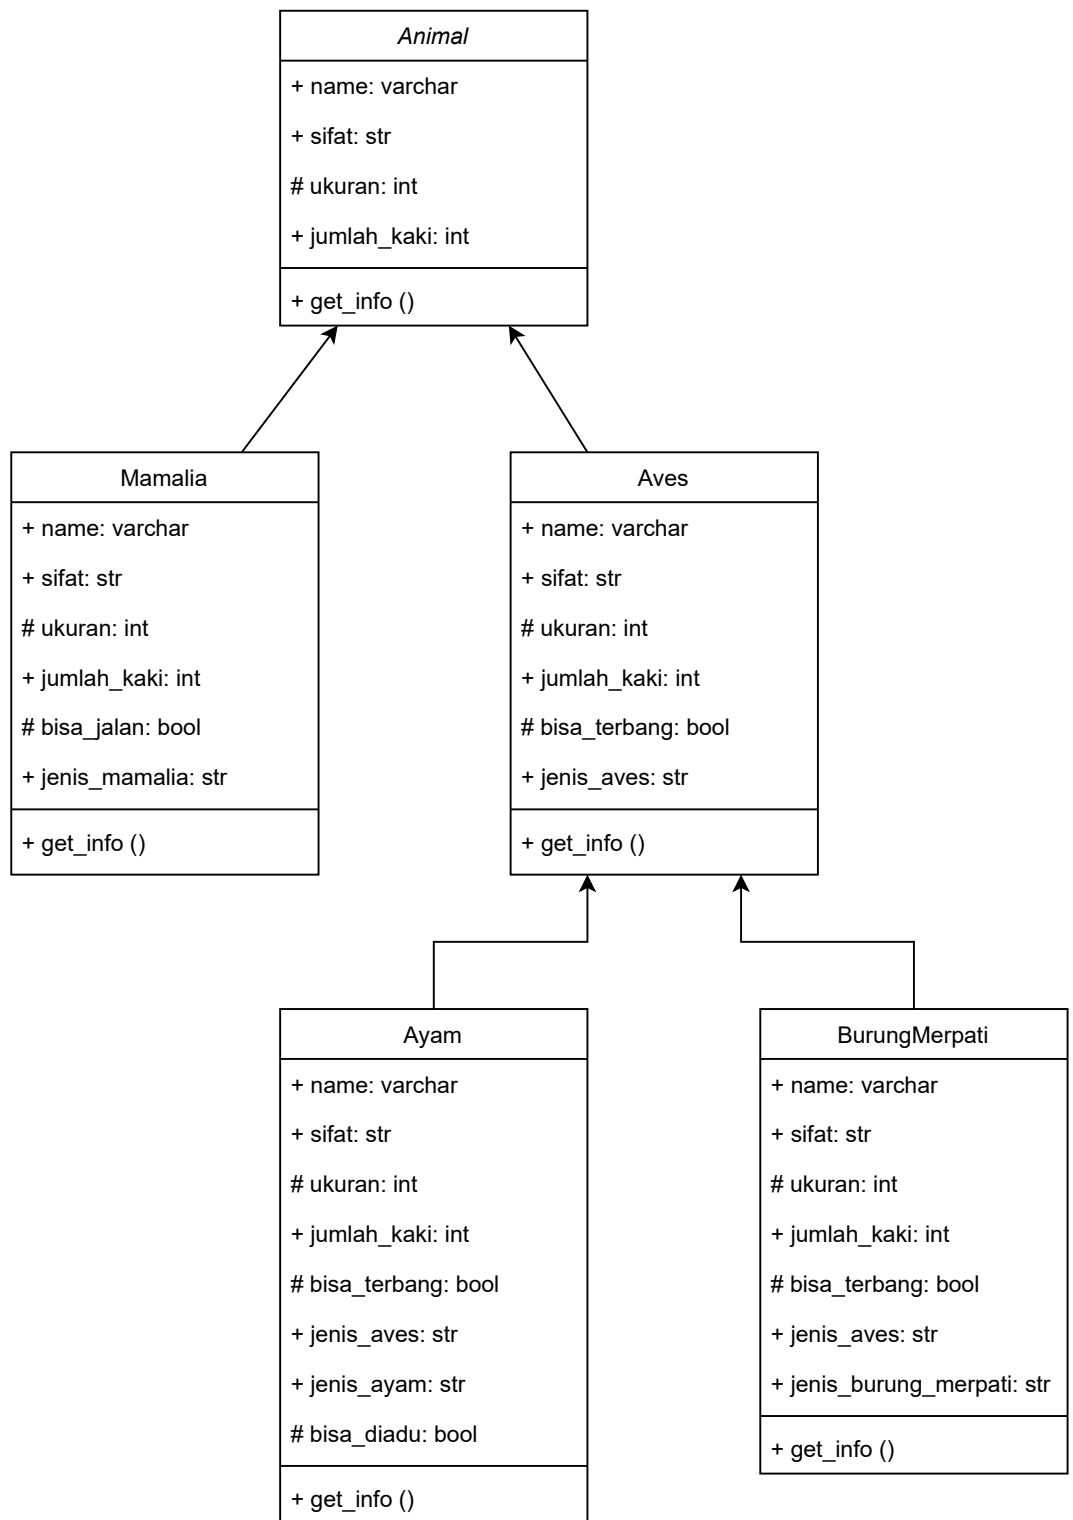 Animal
+ name: varchar
+ sifat: str
# ukuran: int
+ jumlah_kaki: int
+ get_info ()
Mamalia
+ name: varchar
+ sifat: str
# ukuran: int
+ jumlah_kaki: int
# bisa_jalan: bool
+ jenis_mamalia: str
+ get_info ()
Aves
+ name: varchar
+ sifat: str
# ukuran: int
+ jumlah_kaki: int
# bisa_terbang: bool
+ jenis_aves: str
+ get_info ()
Ayam
+ name: varchar
+ sifat: str
# ukuran: int
+ jumlah_kaki: int
# bisa_terbang: bool
+ jenis_aves: str
+ jenis_ayam: str
# bisa_diadu: bool
+ get_info ()
BurungMerpati
+ name: varchar
+ sifat: str
# ukuran: int
+ jumlah_kaki: int
# bisa_terbang: bool
+ jenis_aves: str
+ jenis_burung_merpati: str
+ get_info ()